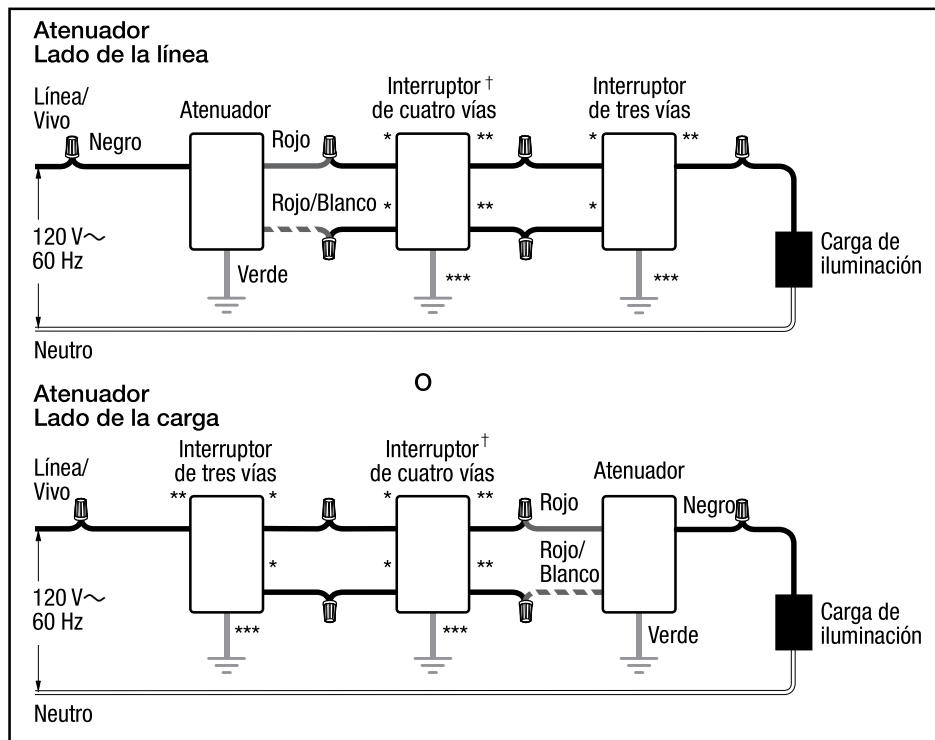 Atenuador
Lado de la línea
Línea/
Vivo
Negro
Atenuador
Rojo
Rojo/Blanco
Interruptor †
de cuatro vías
Interruptor
de tres vías
* ** * **
* ** *
120 V~
60 Hz
Verde
***
***
Carga de
iluminación
Neutro
O
Atenuador
Lado de la carga
Línea/
Vivo
Interruptor
de tres vías
Interruptor †
de cuatro vías
Atenuador
** * * **
Rojo
Negro
* * **
Rojo/
Blanco
120 V~
60 Hz
***
***
Verde
Carga de
iluminación
Neutro